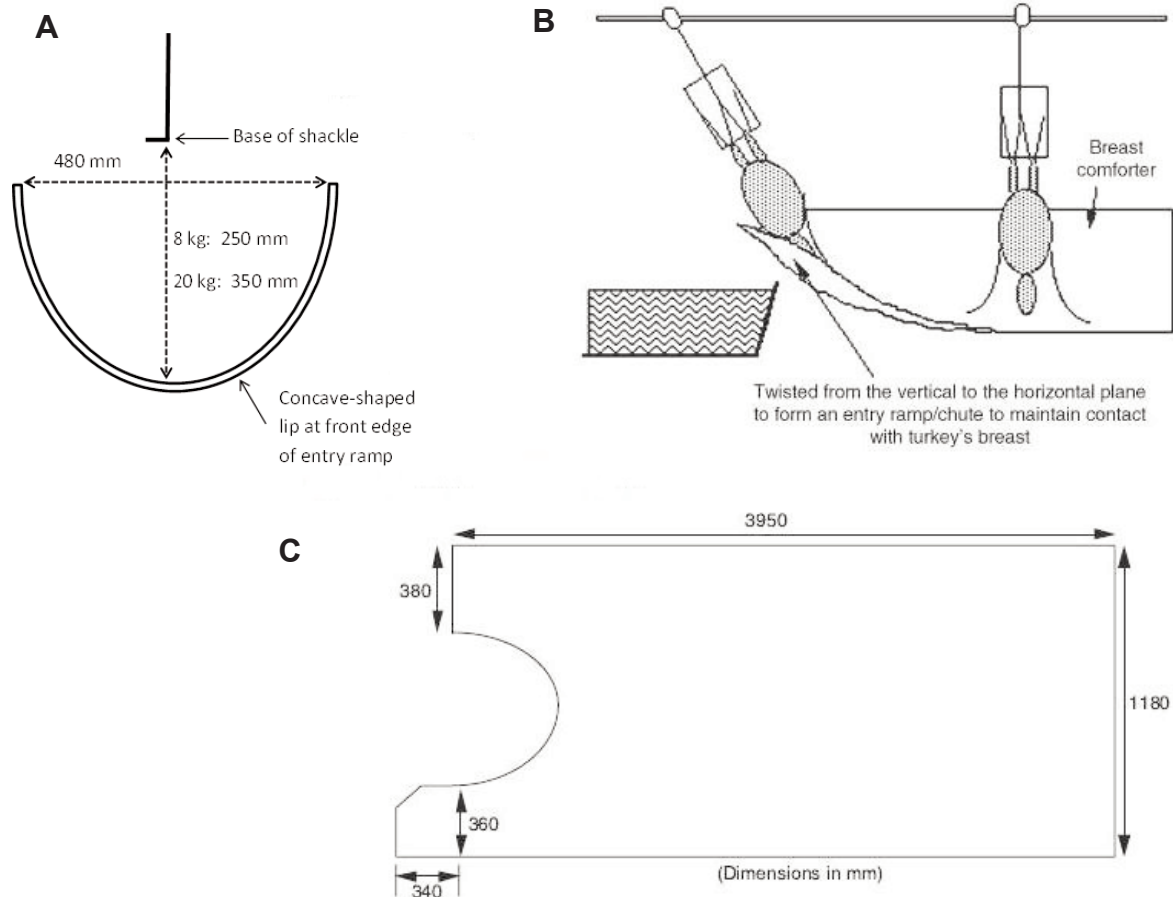 A
Base of shackle
480 mm
8 kg: 250 mm
20 kg: 350 mm
Concave-shaped
lip at front edge
of entry ramp
B
Breast
comforter
Twisted from the vertical to the horizontal plane
to form an entry ramp/chute to maintain contact
with turkey's breast
C
3950
380
1180
360
(Dimensions in mm)
340